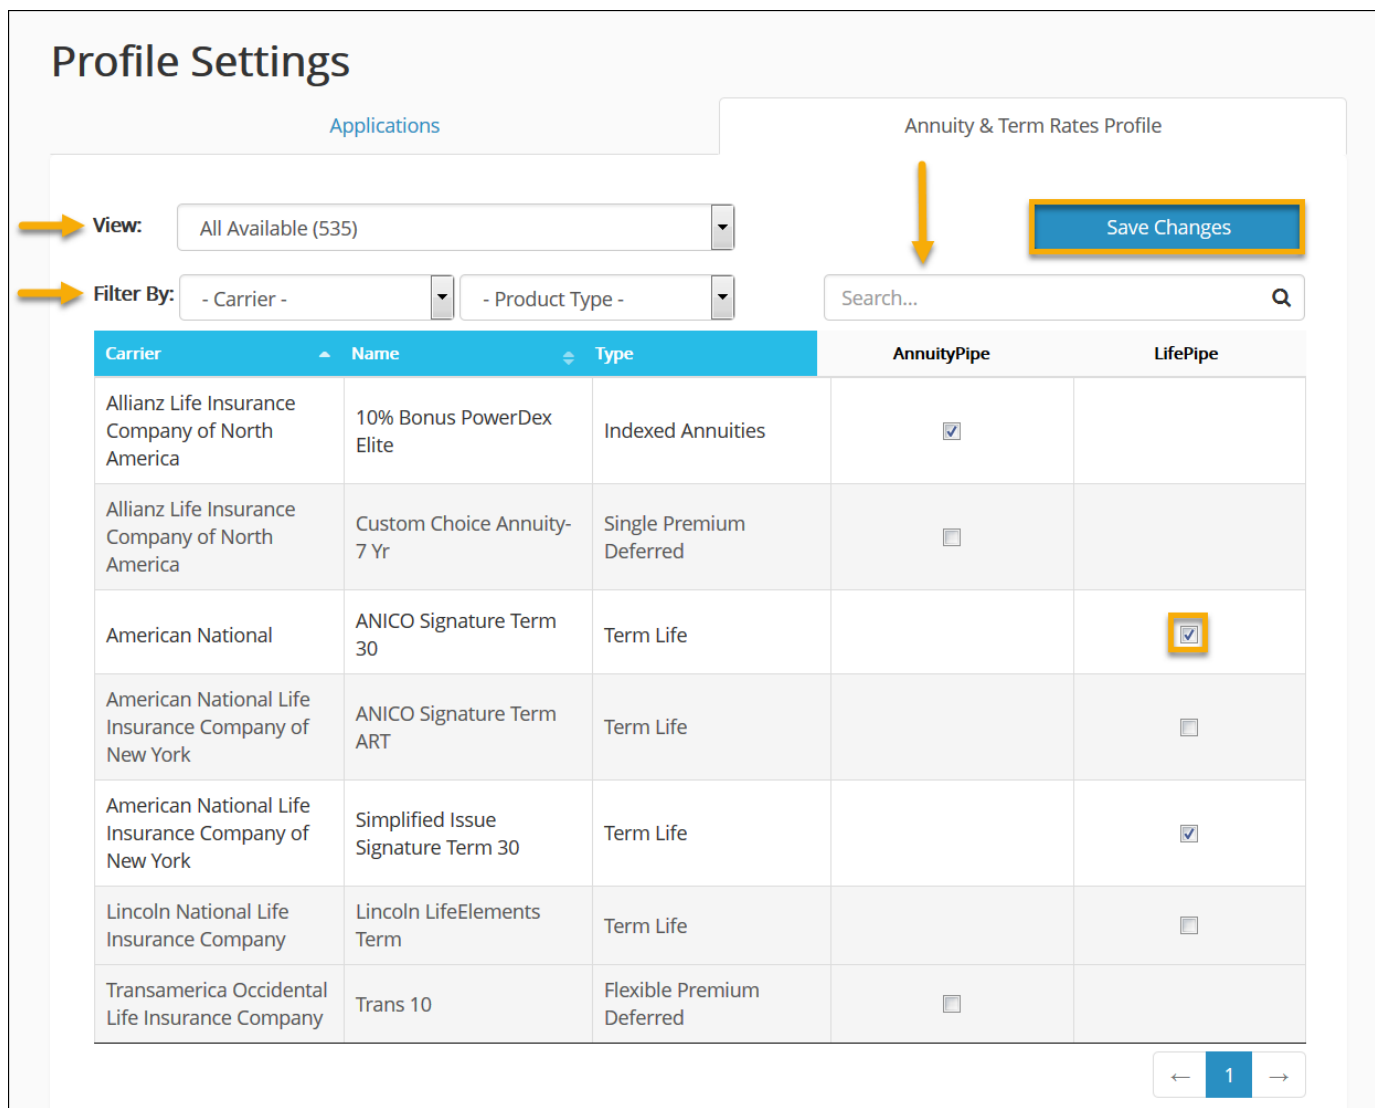 Profile Settings
Applications
Annuity & Term Rates Profile
View:
All Available (535)
Save Changes
Filter By:
- Carrier -
- Product Type -
Search...
Carrier
Name
Type
AnnuityPipe
LifePipe
Allianz Life Insurance
Company of North
America
10% Bonus PowerDex
Elite
Indexed Annuities
Allianz Life Insurance
Company of North
America
Custom Choice Annuity-
7 Yr
Single Premium
Deferred
American National
ANICO Signature Term
30
Term Life
American National Life
Insurance Company of
New York
ANICO Signature Term
ART
Term Life
American National Life
Insurance Company of
New York
Simplified Issue
Signature Term 30
Term Life
Lincoln National Life
Insurance Company
Lincoln LifeElements
Term
Term Life
Transamerica Occidental
Life Insurance Company
Trans 10
Flexible Premium
Deferred
← 1 →